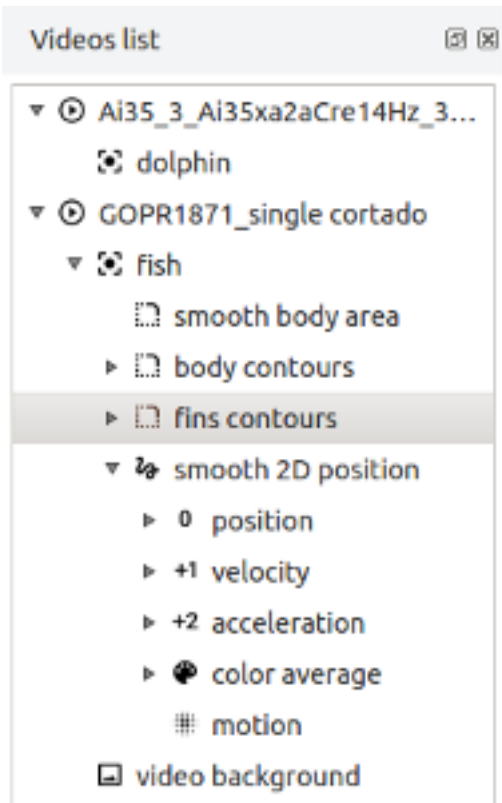 Videos list
Ai35_3_Ai35xa2aCre14Hz_3...
dolphin
GOPR1871_single cortado
fish
smooth body area
body contours
fins contours
smooth 2D position
0 position
+1 velocity
+2 acceleration
color average
motion
video background